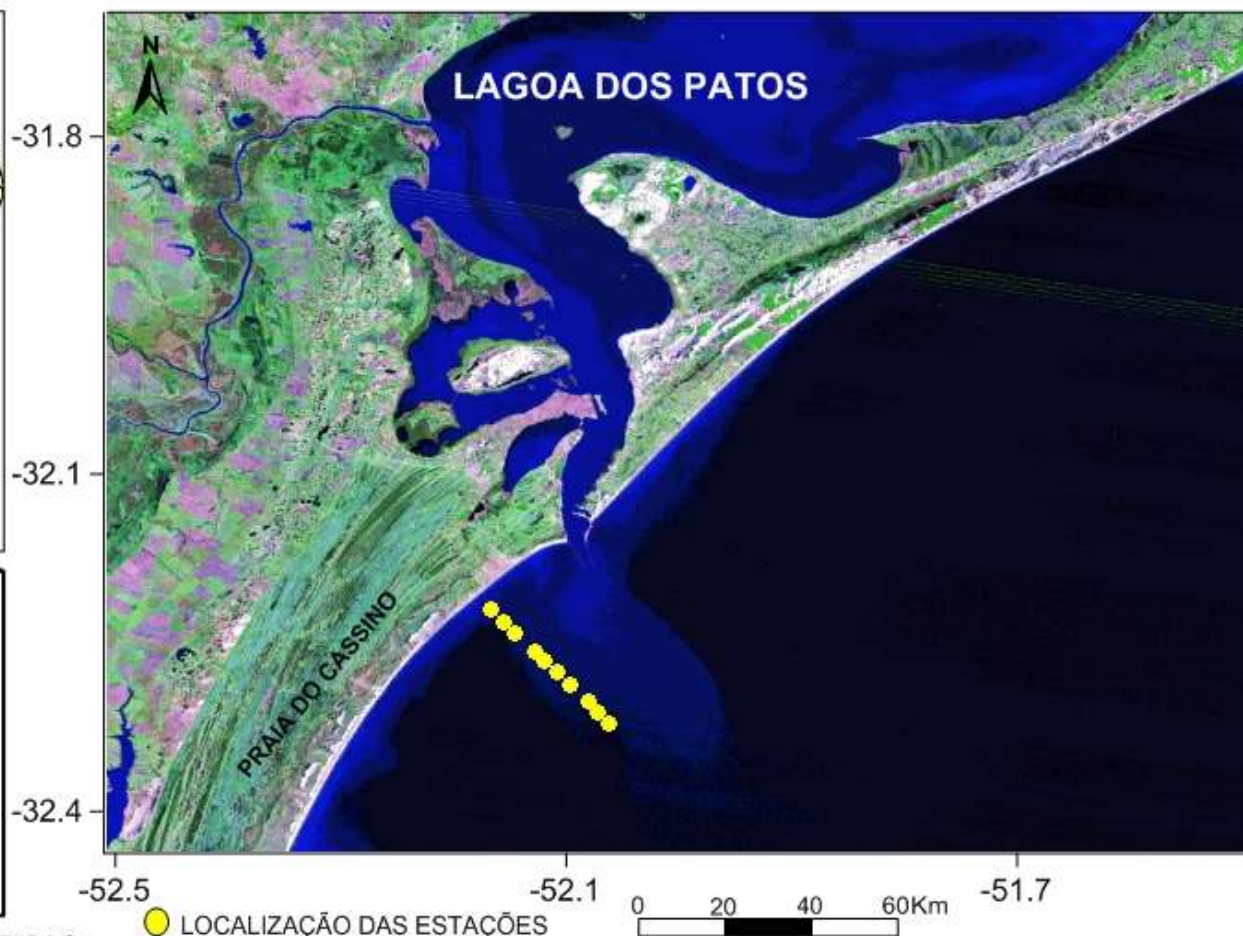 N
LAGOA DOS PATOS
-31.8
-32.1
PRAIA DO CASSINO
-32.4
-52.5
-52.1
-51.7
0 20 40 60Km
LOCALIZAÇÃO DAS ESTAÇÕES